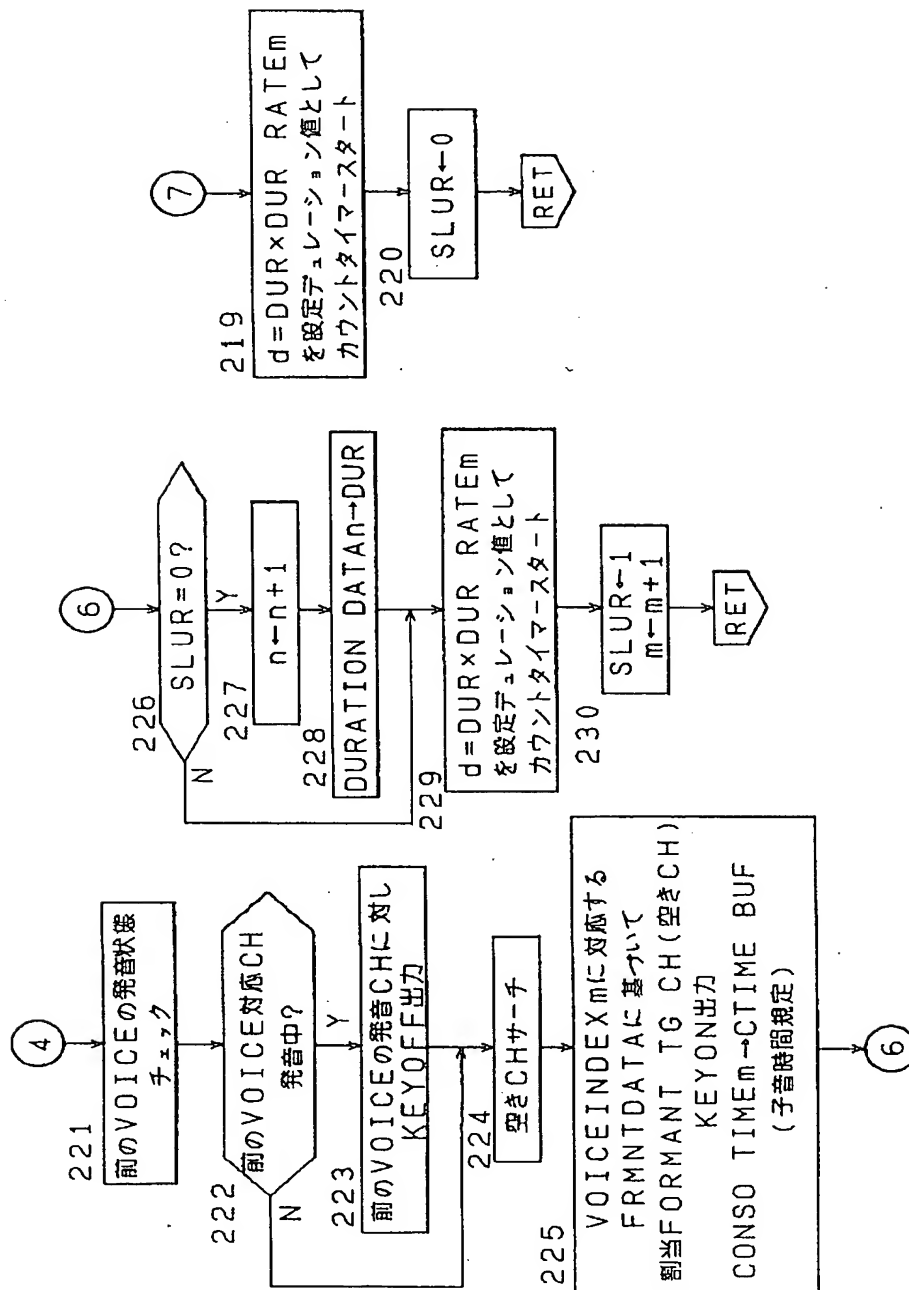 4
221
前のVOICEの発音状態
チェック
222
前のVOICE対応CH
発音中?
N
Y
223
前のVOICEの発音CHに対し
KEYOFF出力
224
空きCHサーチ
225
VOICEINDEXmに対応する
FRMNTDATAに基づいて
割当FORMANT TG CH(空きCH)
KEYON出力
CONSO TIMEm→CTIME BUF
(子音時間規定)
6
6
226
SLUR=0?
N
Y
227
n←n+1
228
DURATION DATAn→DUR
229
d=DUR×DUR RATEm
を設定デュレーション値として
カウントタイマースタート
230
SLUR←1
m←m+1
RET
7
219
d=DUR×DUR RATEm
を設定デュレーション値として
カウントタイマースタート
220
SLUR←0
RET